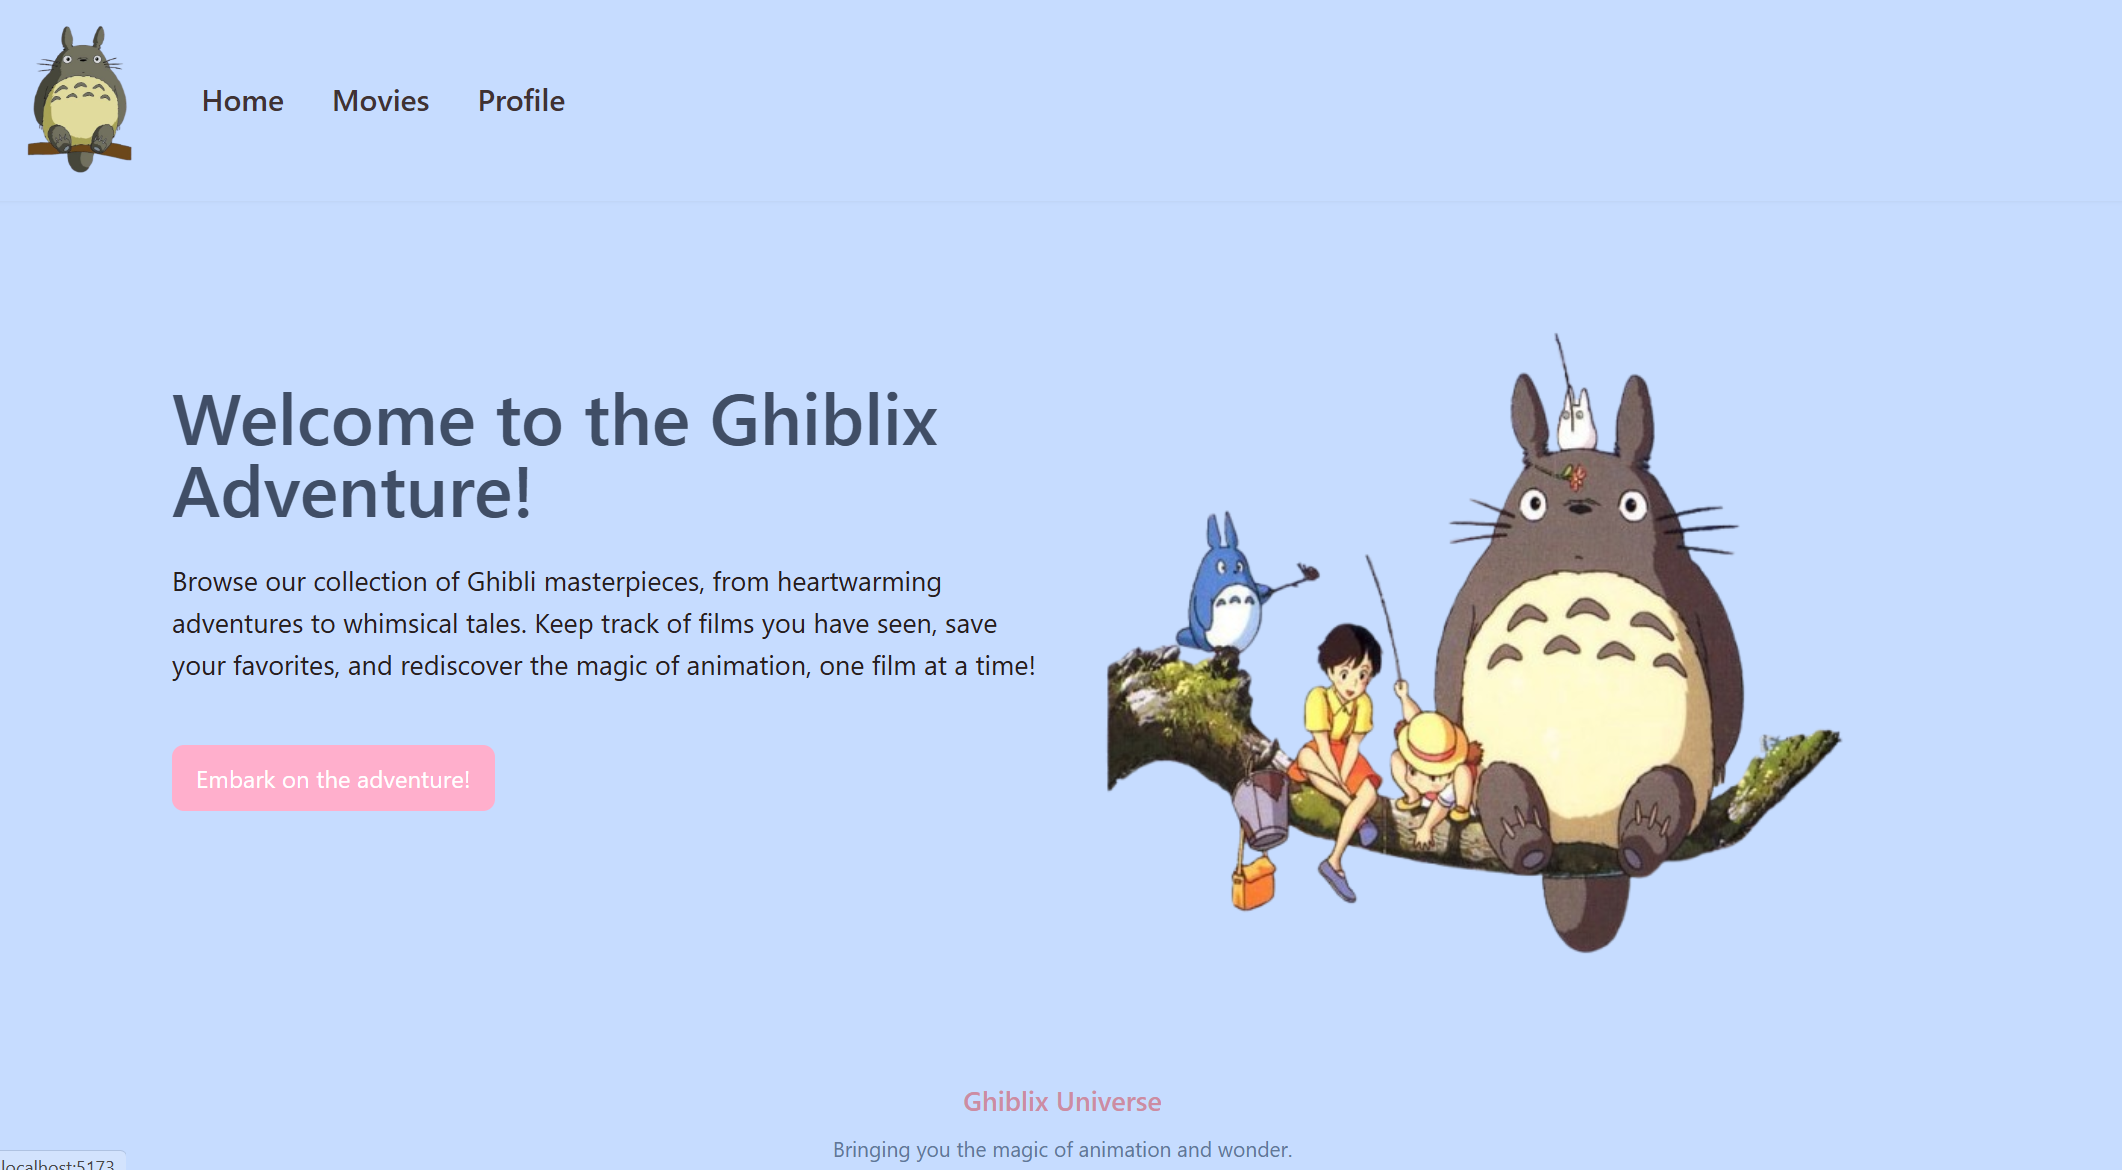 Home Movies Profile
Welcome to the Ghiblix
Adventure!
Browse our collection of Ghibli masterpieces, from heartwarming
adventures to whimsical tales. Keep track of films you have seen, save
your favorites, and rediscover the magic of animation, one film at a time!
Embark on the adventure!
Ghiblix Universe
Bringing you the magic of animation and wonder.
localhost:5173